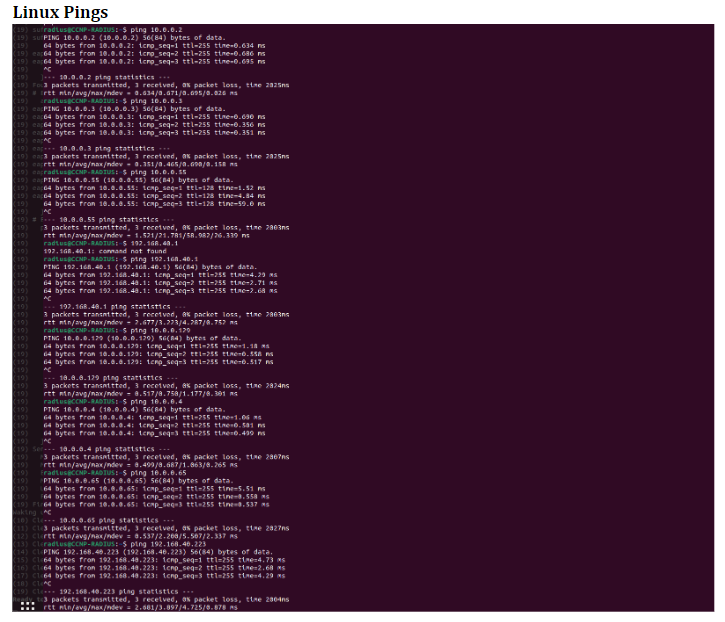 Linux Pings
radius@CCNP-RADIUS:~$ ping 10.0.0.2
PING 10.0.0.2 (10.0.0.2) 56(84) bytes of data.
64 bytes from 10.0.0.2: icmp_seq=1 ttl=255 time=0.634 ms
64 bytes from 10.0.0.2: icmp_seq=2 ttl=255 time=0.686 ms
64 bytes from 10.0.0.2: icmp_seq=3 ttl=255 time=0.695 ms
^C
--- 10.0.0.2 ping statistics ---
3 packets transmitted, 3 received, 0% packet loss, time 2025ms
rtt min/avg/max/mdev = 0.634/0.671/0.695/0.026 ms
radius@CCNP-RADIUS:~$ ping 10.0.0.3
PING 10.0.0.3 (10.0.0.3) 56(84) bytes of data.
64 bytes from 10.0.0.3: icmp_seq=1 ttl=255 time=0.690 ms
64 bytes from 10.0.0.3: icmp_seq=2 ttl=255 time=0.356 ms
64 bytes from 10.0.0.3: icmp_seq=3 ttl=255 time=0.351 ms
^C
--- 10.0.0.3 ping statistics ---
3 packets transmitted, 3 received, 0% packet loss, time 2025ms
rtt min/avg/max/mdev = 0.351/0.465/0.690/0.158 ms
radius@CCNP-RADIUS:~$ ping 10.0.0.55
PING 10.0.0.55 (10.0.0.55) 56(84) bytes of data.
64 bytes from 10.0.0.55: icmp_seq=1 ttl=128 time=1.52 ms
64 bytes from 10.0.0.55: icmp_seq=2 ttl=128 time=4.84 ms
64 bytes from 10.0.0.55: icmp_seq=3 ttl=128 time=59.0 ms
^C
--- 10.0.0.55 ping statistics ---
3 packets transmitted, 3 received, 0% packet loss, time 2003ms
rtt min/avg/max/mdev = 1.521/21.781/58.982/26.339 ms
radius@CCNP-RADIUS:~$ 192.168.40.1
192.168.40.1: command not found
radius@CCNP-RADIUS:~$ ping 192.168.40.1
PING 192.168.40.1 (192.168.40.1) 56(84) bytes of data.
64 bytes from 192.168.40.1: icmp_seq=1 ttl=255 time=4.29 ms
64 bytes from 192.168.40.1: icmp_seq=2 ttl=255 time=2.71 ms
64 bytes from 192.168.40.1: icmp_seq=3 ttl=255 time=2.68 ms
^C
--- 192.168.40.1 ping statistics ---
3 packets transmitted, 3 received, 0% packet loss, time 2003ms
rtt min/avg/max/mdev = 2.677/3.223/4.287/0.752 ms
radius@CCNP-RADIUS:~$ ping 10.0.0.129
PING 10.0.0.129 (10.0.0.129) 56(84) bytes of data.
64 bytes from 10.0.0.129: icmp_seq=1 ttl=255 time=1.18 ms
64 bytes from 10.0.0.129: icmp_seq=2 ttl=255 time=0.558 ms
64 bytes from 10.0.0.129: icmp_seq=3 ttl=255 time=0.517 ms
^C
--- 10.0.0.129 ping statistics ---
3 packets transmitted, 3 received, 0% packet loss, time 2024ms
rtt min/avg/max/mdev = 0.517/0.750/1.177/0.301 ms
radius@CCNP-RADIUS:~$ ping 10.0.0.4
PING 10.0.0.4 (10.0.0.4) 56(84) bytes of data.
64 bytes from 10.0.0.4: icmp_seq=1 ttl=255 time=1.06 ms
64 bytes from 10.0.0.4: icmp_seq=2 ttl=255 time=0.501 ms
64 bytes from 10.0.0.4: icmp_seq=3 ttl=255 time=0.499 ms
^C
--- 10.0.0.4 ping statistics ---
3 packets transmitted, 3 received, 0% packet loss, time 2007ms
rtt min/avg/max/mdev = 0.499/0.687/1.063/0.265 ms
radius@CCNP-RADIUS:~$ ping 10.0.0.65
PING 10.0.0.65 (10.0.0.65) 56(84) bytes of data.
64 bytes from 10.0.0.65: icmp_seq=1 ttl=255 time=5.51 ms
64 bytes from 10.0.0.65: icmp_seq=2 ttl=255 time=0.558 ms
64 bytes from 10.0.0.65: icmp_seq=3 ttl=255 time=0.537 ms
^C
--- 10.0.0.65 ping statistics ---
3 packets transmitted, 3 received, 0% packet loss, time 2027ms
rtt min/avg/max/mdev = 0.537/2.200/5.507/2.337 ms
radius@CCNP-RADIUS:~$ ping 192.168.40.223
PING 192.168.40.223 (192.168.40.223) 56(84) bytes of data.
64 bytes from 192.168.40.223: icmp_seq=1 ttl=255 time=4.73 ms
64 bytes from 192.168.40.223: icmp_seq=2 ttl=255 time=2.68 ms
64 bytes from 192.168.40.223: icmp_seq=3 ttl=255 time=4.29 ms
^C
--- 192.168.40.223 ping statistics ---
3 packets transmitted, 3 received, 0% packet loss, time 2004ms
rtt min/avg/max/mdev = 2.681/3.897/4.725/0.878 ms